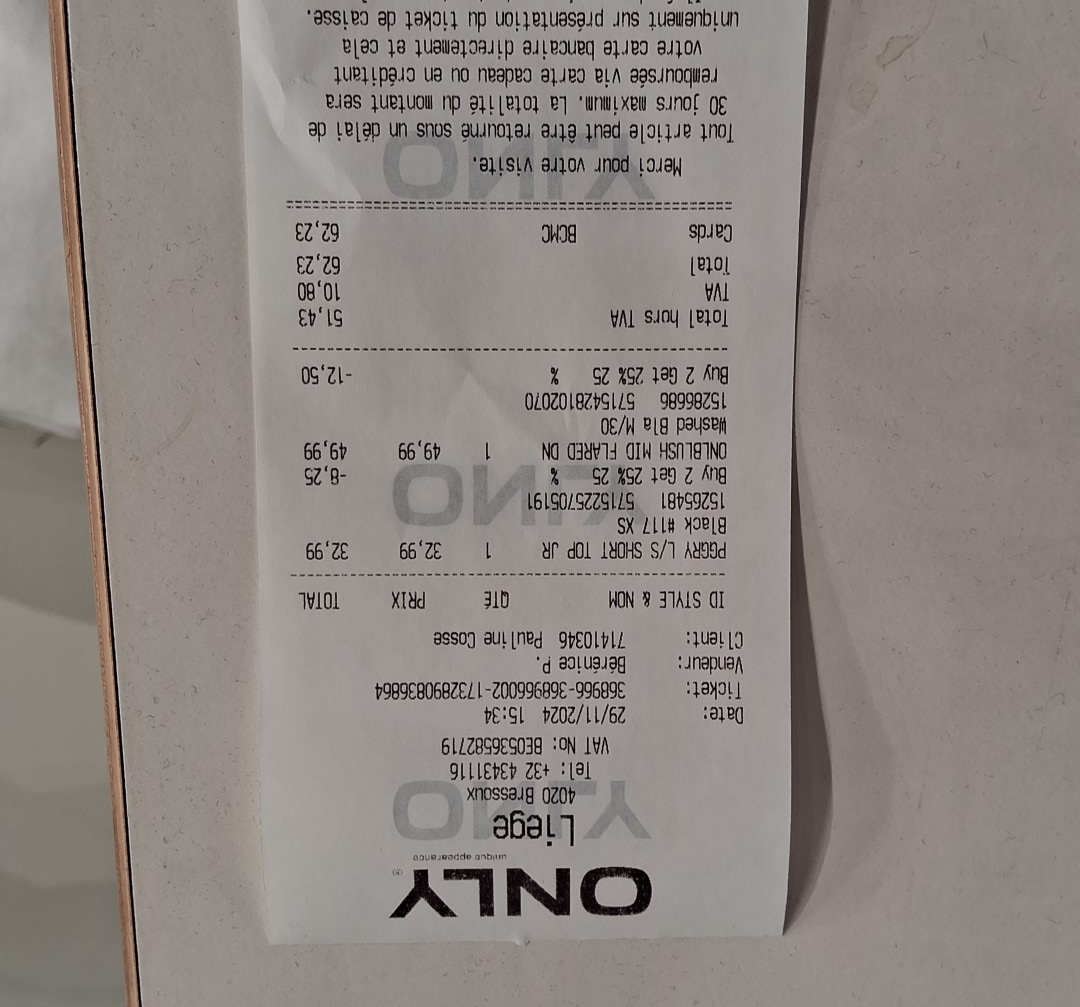 ONLY
unique appearance
Liege
4020 Bressoux
Tel: +32 43431116
VAT No: BE0536582719
Date: 29/11/2024 15:34
Ticket: 368966-368966002-1732890836864
Vendeur: Bérénice P.
Client: 71410346 Pauline Cosse
ID STYLE & NOM QTÉ PRIX TOTAL
PGGRY L/S SHORT TOP JR 1 32,99 32,99
Black #117 XS
15265481 5715225705191
Buy 2 Get 25% 25 % -8,25
ONLBLUSH MID FLARED DN 1 49,99 49,99
Washed Bla M/30
15286686 5715428102070
Buy 2 Get 25% 25 % -12,50
Total hors TVA 51,43
TVA 10,80
Total 62,23
Cards BCMC 62,23
Merci pour votre visite.
Tout article peut être retourné sous un délai de
30 jours maximum. La totalité du montant sera
remboursée via carte cadeau ou en créditant
votre carte bancaire directement et cela
uniquement sur présentation du ticket de caisse.